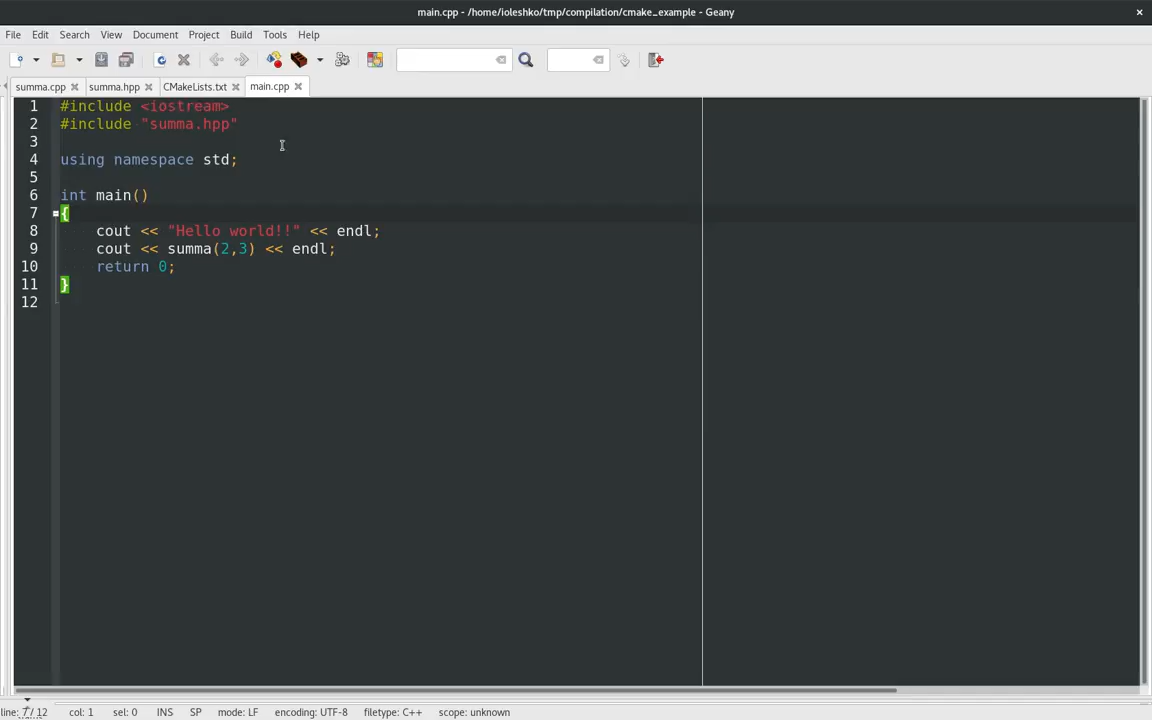 main.cpp - /home/ioleshko/tmp/compilation/cmake_example - Geany
File Edit Search View Document Project Build Tools Help
summa.cpp summa.hpp CMakeLists.txt main.cpp
1 #include <iostream>
2 #include "summa.hpp"
3
4 using namespace std;
5
6 int main()
7 {
8 cout << "Hello world!!" << endl;
9 cout << summa(2,3) << endl;
10 return 0;
11 }
12
line: 7 / 12 col: 1 sel: 0 INS SP mode: LF encoding: UTF-8 filetype: C++ scope: unknown